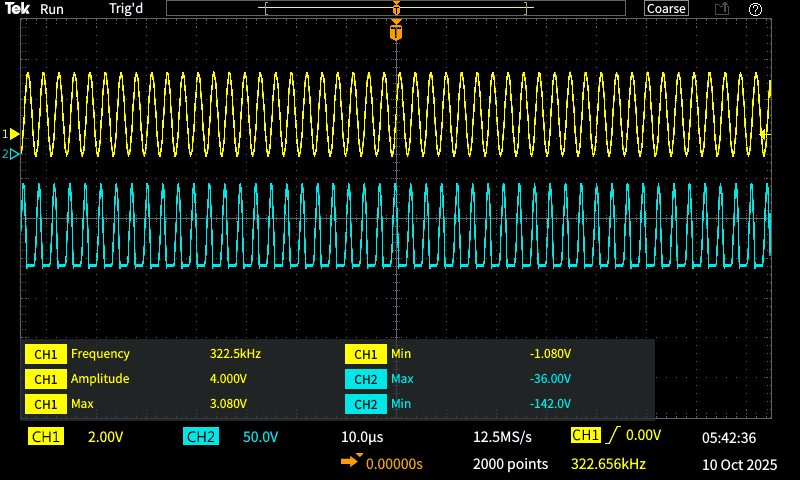 Tek Run Trig'd T Coarse ?
T
1
2
CH1 Frequency 322.5kHz CH1 Min -1.080V
CH1 Amplitude 4.000V CH2 Max -36.00V
CH1 Max 3.080V CH2 Min -142.0V
CH1 2.00V CH2 50.0V 10.0µs 12.5MS/s CH1 0.00V 05:42:36
0.00000s 2000 points 322.656kHz 10 Oct 2025